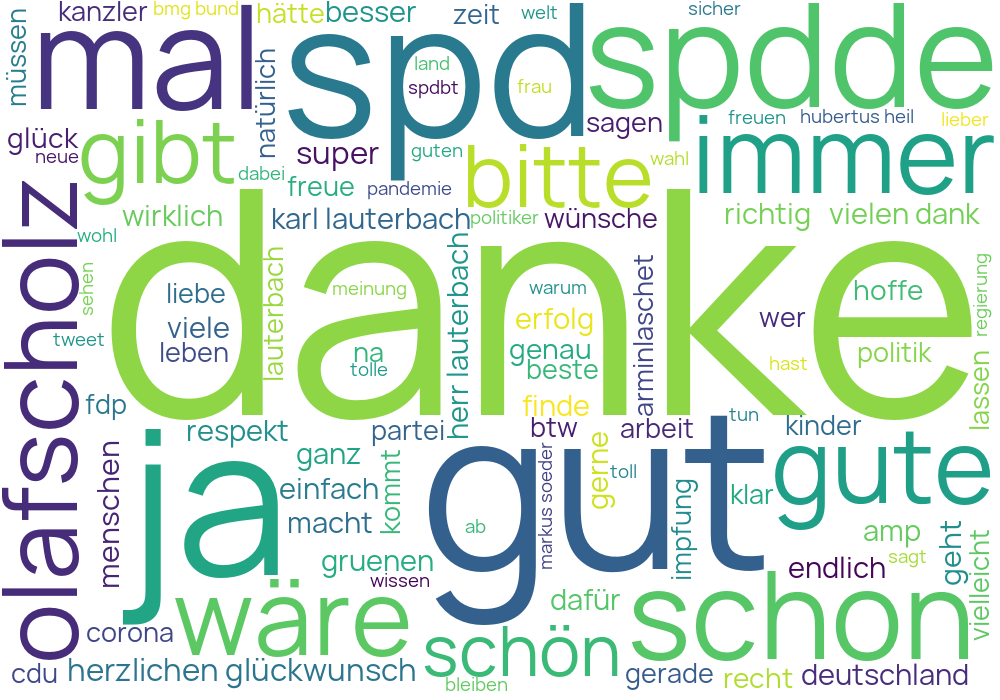 müssen
kanzler
bmg bund
hätte
besser
zeit
welt
sicher
mal
spd
spdde
land
spdbt
frau
natürlich
glück
neue
gibt
dabei
super
guten
freue
pandemie
bitte
sagen
wahl
freuen
hubertus heil
lieber
immer
olafscholz
wirklich
karl lauterbach
politiker
wünsche
richtig
vielen dank
wohl
sehen
danke
liebe
viele
leben
lauterbach
meinung
na
tolle
herr lauterbach
warum
erfolg
genau
beste
finde
arminlaschet
wer
hoffe
politik
hast
regierung
lassen
tweet
fdp
respekt
partei
btw
arbeit
tun
kinder
menschen
ja
ganz
einfach
macht
kommt
gruenen
wissen
gut
ab
markus soeder
gerne
toll
impfung
klar
gute
amp
sagt
geht
vielleicht
endlich
wäre
schön
dafür
schon
corona
cdu
herzlichen glückwunsch
bleiben
gerade
recht
deutschland